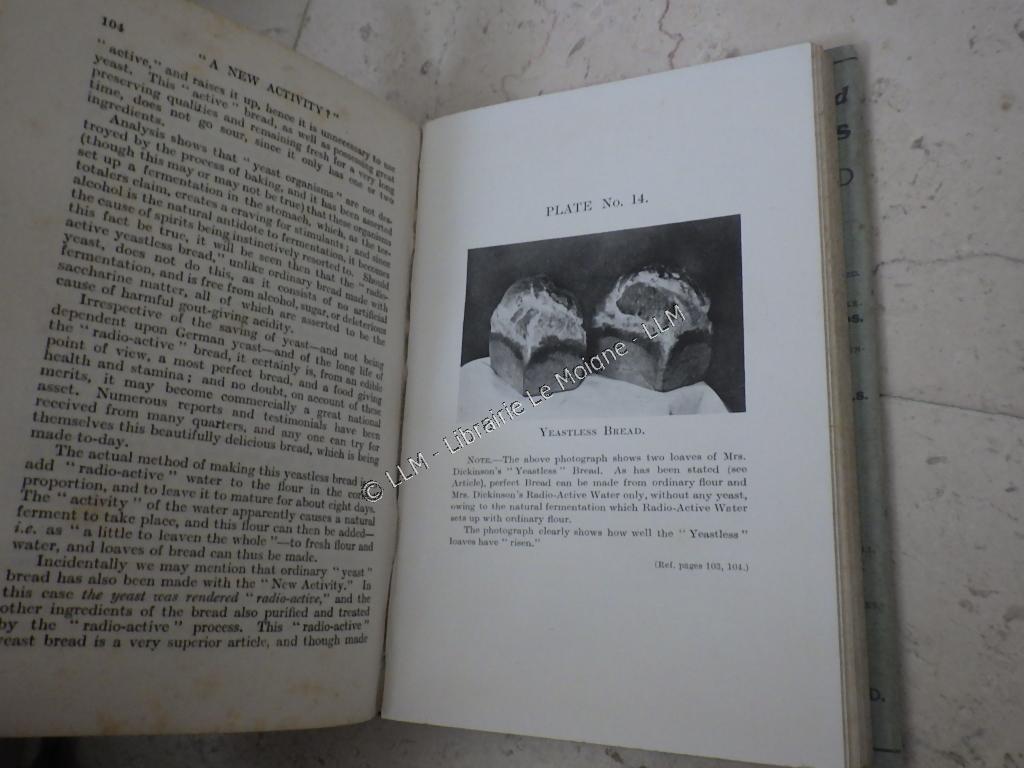 104
"A NEW ACTIVITY?"
"active," and raises it up, hence it is unnecessary to use
yeast. This "active" bread, as well as possessing great
preserving qualities and remaining fresh for a very long
time, does not go sour, since it only has one or two
ingredients.
Analysis shows that "yeast organisms" are not des-
troyed by the process of baking, and it has been asserted
(though this may or may not be true) that these organisms
set up a fermentation in the stomach, which, as the tee-
totalers claim, creates a craving for stimulants; and since
alcohol is the natural antidote to fermentation, it becomes
the cause of spirits being instinctively resorted to. Should
this fact be true, it will be seen then that the "radio-
active yeastless bread," unlike ordinary bread made with
yeast, does not do this, as it consists of no artificial
fermentation, and is free from alcohol, sugar, or deleterious
saccharine matter, all of which are asserted to be the
cause of harmful gout-giving acidity.
Irrespective of the saving of yeast—and not being
dependent upon German yeast—and of the long life of
the "radio-active" bread, it certainly is, from an edible
point of view, a most perfect bread, and a food giving
health and stamina; and no doubt, on account of these
merits, it may become commercially a great national
asset. Numerous reports and testimonials have been
received from many quarters, and any one can try for
themselves this beautifully delicious bread, which is being
made to-day.
The actual method of making this yeastless bread is to
add "radio-active" water to the flour in the correct
proportion, and to leave it to mature for about eight days.
The "activity" of the water apparently causes a natural
ferment to take place, and this flour can then be added—
i.e. as "a little to leaven the whole"—to fresh flour and
water, and loaves of bread can thus be made.
Incidentally we may mention that ordinary "yeast"
bread has also been made with the "New Activity." In
this case the yeast was rendered "radio-active," and the
other ingredients of the bread also purified and treated
by the "radio-active" process. This "radio-active"
yeast bread is a very superior article, and though made
PLATE No. 14.
YEASTLESS BREAD.
NOTE.—The above photograph shows two loaves of Mrs.
Dickinson's "Yeastless" Bread. As has been stated (see
Article), perfect Bread can be made from ordinary flour and
Mrs. Dickinson's Radio-Active Water only, without any yeast,
owing to the natural fermentation which Radio-Active Water
sets up with ordinary flour.
The photograph clearly shows how well the "Yeastless"
loaves have "risen."
(Ref. pages 103, 104.)
© LLM - Librairie Le Moigne - LLM